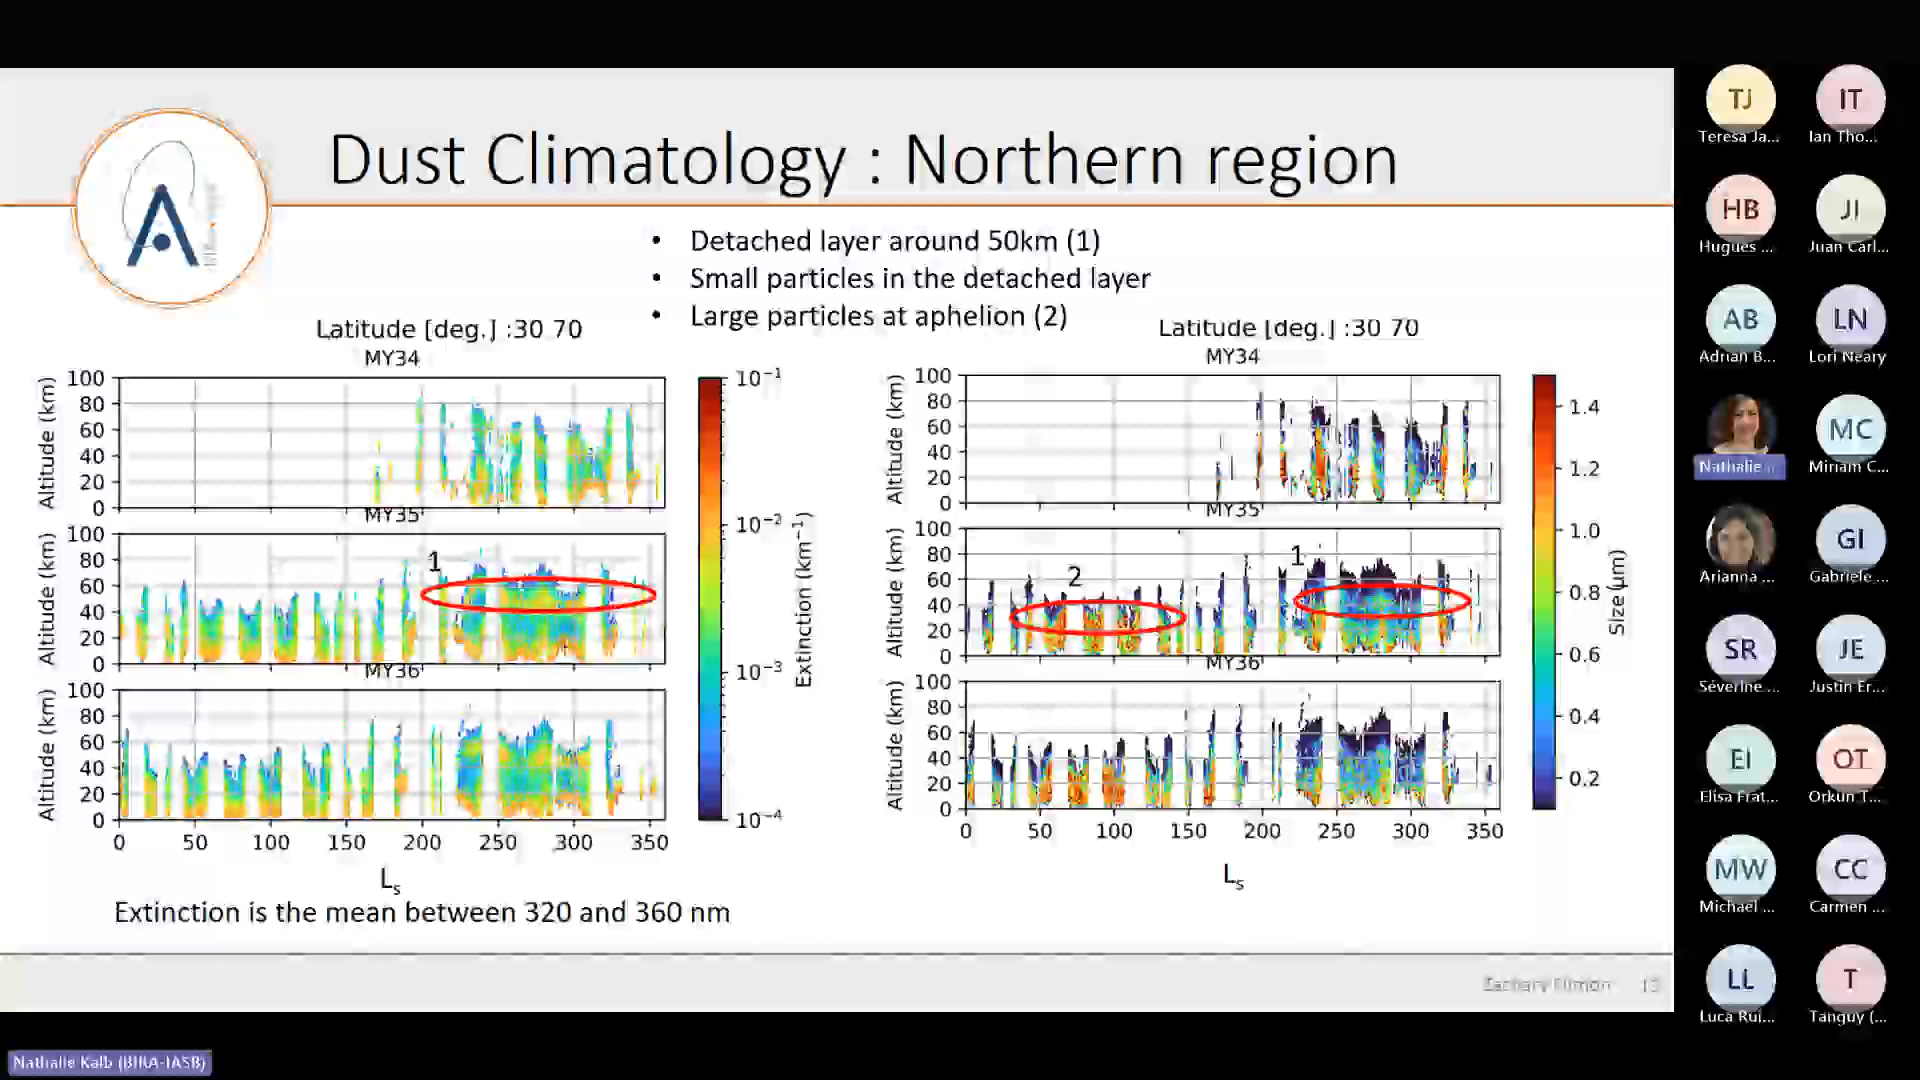 Dust Climatology : Northern region
• Detached layer around 50km (1)
• Small particles in the detached layer
• Large particles at aphelion (2)
Latitude [deg.] :30 70
MY34
100
80
60
40
20
0
Altitude (km)
MY35
1
100
80
60
40
20
0
Altitude (km)
MY36
100
80
60
40
20
0
Altitude (km)
0 50 100 150 200 250 300 350
Ls
10⁻¹
10⁻²
10⁻³
10⁻⁴
Extinction (km⁻¹)
Extinction is the mean between 320 and 360 nm
Latitude [deg.] :30 70
MY34
100
80
60
40
20
0
Altitude (km)
MY35
1
2
100
80
60
40
20
0
Altitude (km)
MY36
100
80
60
40
20
0
Altitude (km)
0 50 100 150 200 250 300 350
Ls
1.4
1.2
1.0
0.8
0.6
0.4
0.2
Size (µm)
TJ IT
Teresa Ja... Ian Tho...
HB JI
Hugues ... Juan Carl...
AB LN
Adrian B... Lori Neary
MC
Nathalie ... Miriam C...
GI
Arianna ... Gabriele ...
SR JE
Séverine ... Justin Er...
EI OT
Elisa Frat... Orkun T...
MW CC
Michael ... Carmen ...
LL T
Luca Rui... Tanguy (...
Nathalie Kalb (BIRA-IASB)